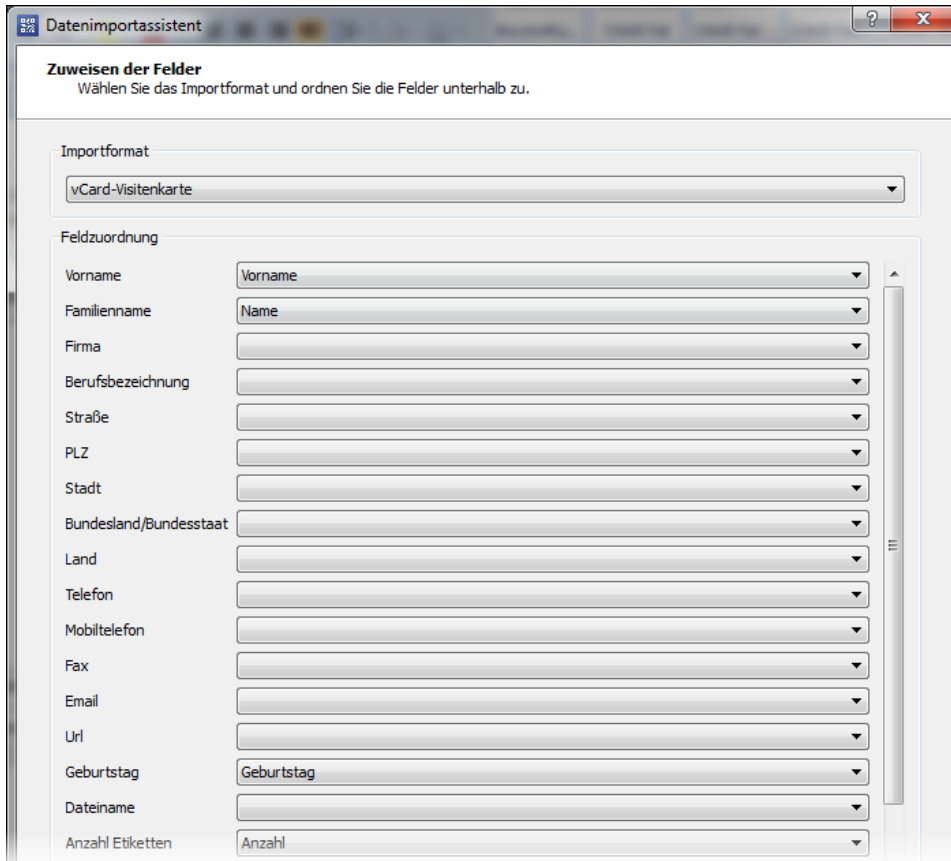 Datenimportassistent
?
Zuweisen der Felder
Wählen Sie das Importformat und ordnen Sie die Felder unterhalb zu.
Importformat
vCard-Visitenkarte
Feldzuordnung
Vorname Vorname
Familienname Name
Firma
Berufsbezeichnung
Straße
PLZ
Stadt
Bundesland/Bundesstaat
Land
Telefon
Mobiltelefon
Fax
Email
Url
Geburtstag Geburtstag
Dateiname
Anzahl Etiketten Anzahl